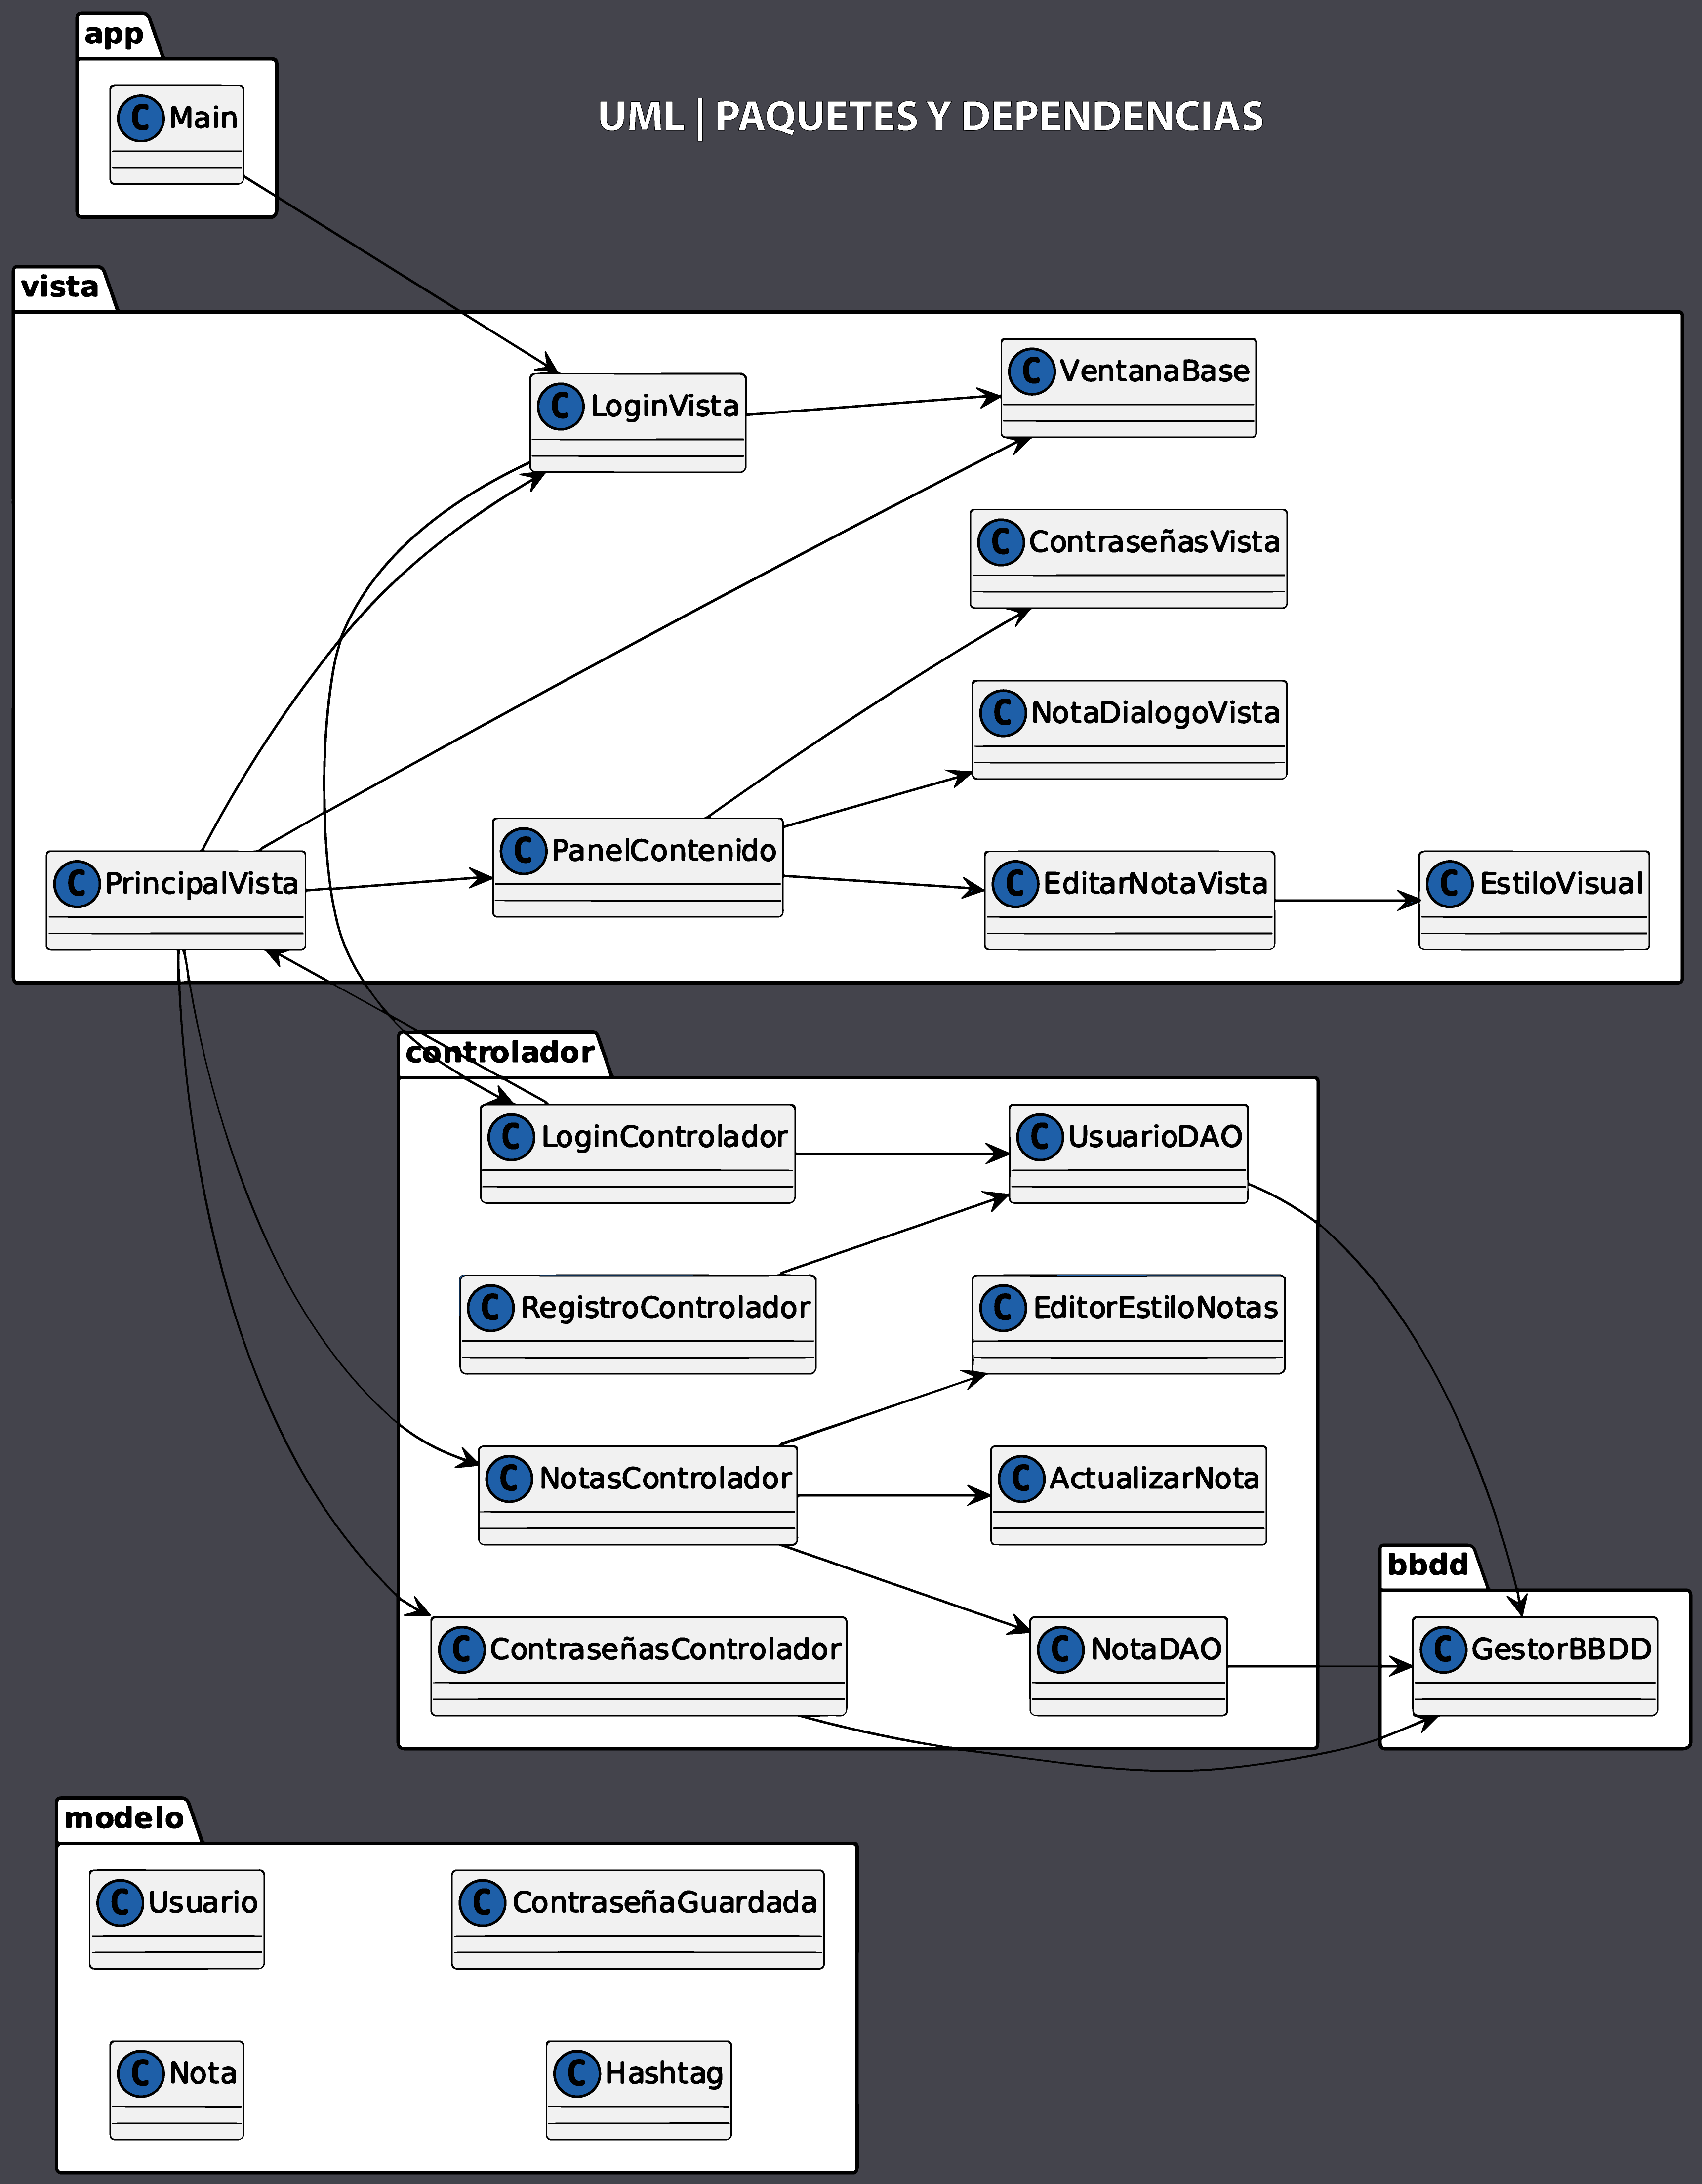 app
C Main
UML | PAQUETES Y DEPENDENCIAS
vista
C VentanaBase
C LoginVista
C ContraseñasVista
C NotaDialogoVista
C PanelContenido
C PrincipalVista
C EditarNotaVista
C EstiloVisual
controlador
C LoginControlador
C UsuarioDAO
C RegistroControlador
C EditorEstiloNotas
C NotasControlador
C ActualizarNota
bbdd
C ContraseñasControlador
C NotaDAO
C GestorBBDD
modelo
C Usuario
C ContraseñaGuardada
C Nota
C Hashtag